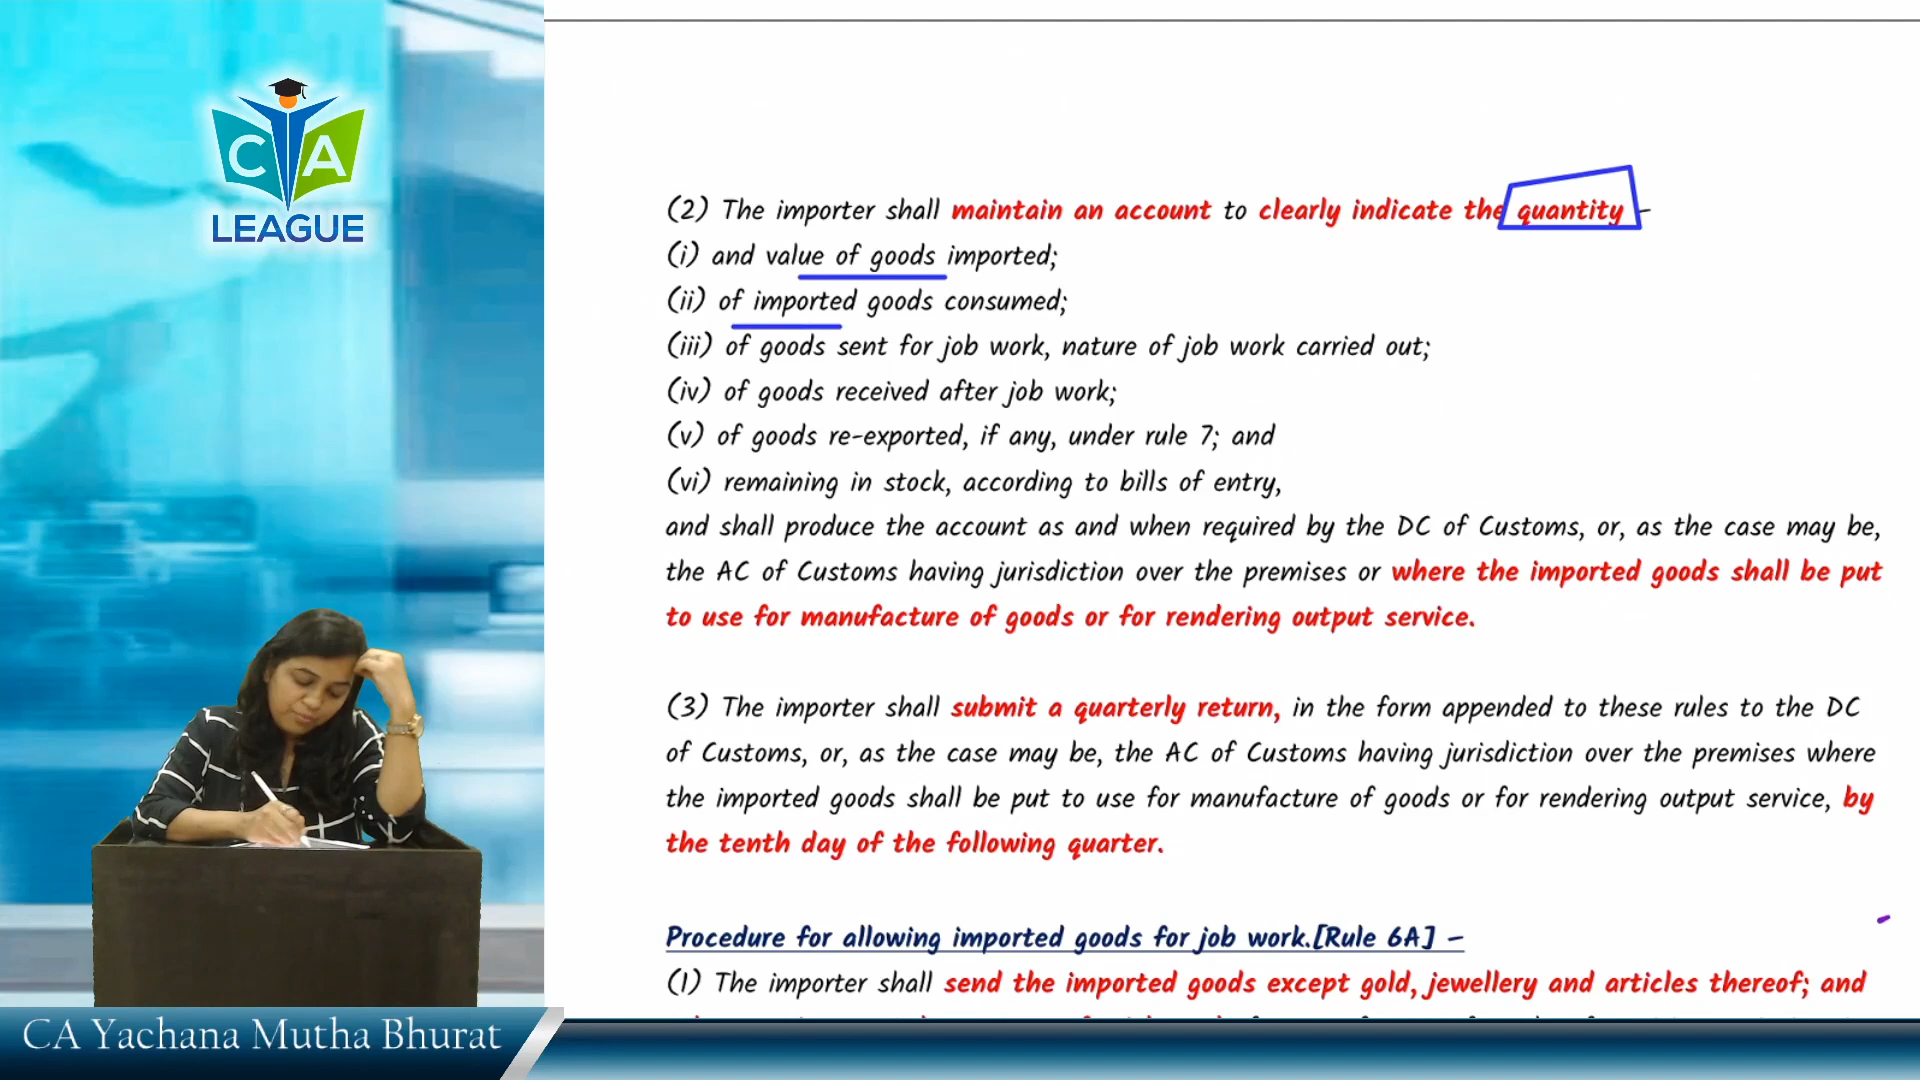 C A
LEAGUE
(2) The importer shall maintain an account to clearly indicate the quantity –
(i) and value of goods imported;
(ii) of imported goods consumed;
(iii) of goods sent for job work, nature of job work carried out;
(iv) of goods received after job work;
(v) of goods re-exported, if any, under rule 7; and
(vi) remaining in stock, according to bills of entry,
and shall produce the account as and when required by the DC of Customs, or, as the case may be,
the AC of Customs having jurisdiction over the premises or where the imported goods shall be put
to use for manufacture of goods or for rendering output service.
(3) The importer shall submit a quarterly return, in the form appended to these rules to the DC
of Customs, or, as the case may be, the AC of Customs having jurisdiction over the premises where
the imported goods shall be put to use for manufacture of goods or for rendering output service, by
the tenth day of the following quarter.
Procedure for allowing imported goods for job work.[Rule 6A] –
(1) The importer shall send the imported goods except gold, jewellery and articles thereof; and
CA Yachana Mutha Bhurat